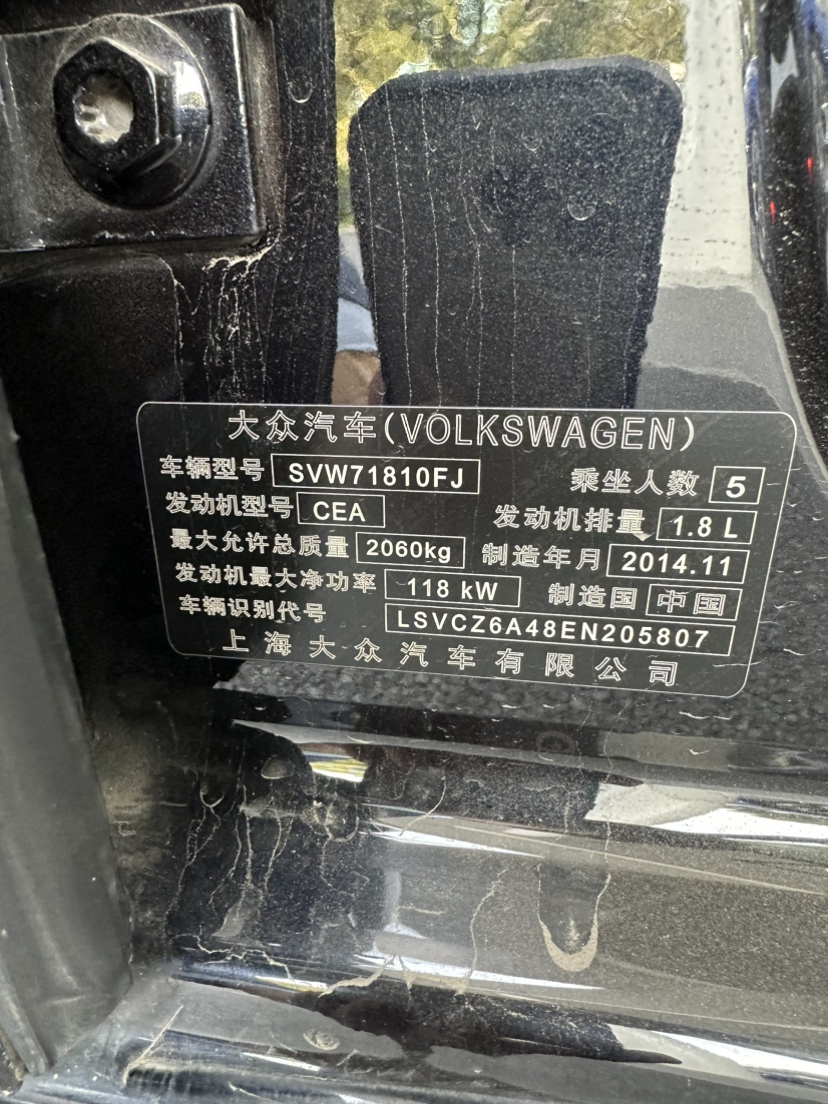 大众汽车(VOLKSWAGEN)
车辆型号 SVW71810FJ 乘坐人数 5
发动机型号 CEA 发动机排量 1.8 L
最大允许总质量 2060kg 制造年月 2014.11
发动机最大净功率 118 kW 制造国 中国
车辆识别代号 LSVCZ6A48EN205807
上海大众汽车有限公司